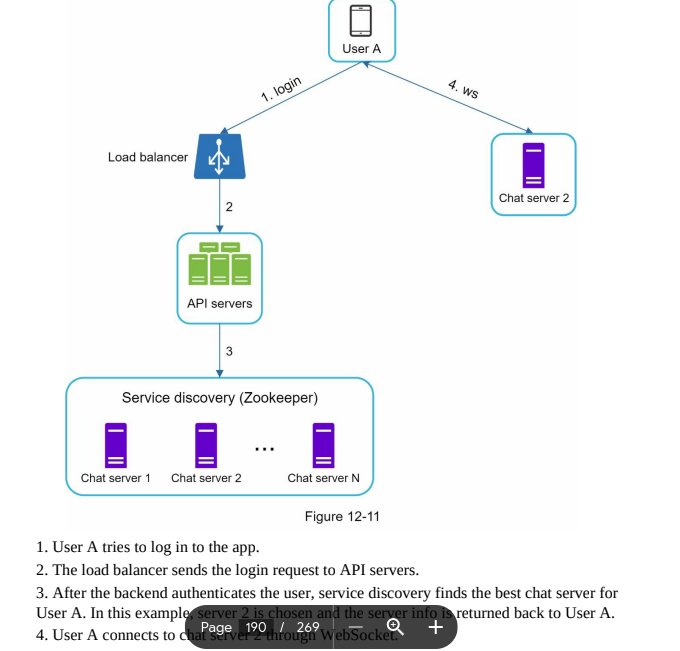 User A
1. login
4. ws
Load balancer
Chat server 2
2
API servers
3
Service discovery (Zookeeper)
...
Chat server 1
Chat server 2
Chat server N
Figure 12-11
1. User A tries to log in to the app.
2. The load balancer sends the login request to API servers.
3. After the backend authenticates the user, service discovery finds the best chat server for
User A. In this example, server 2 is chosen and the server info is returned back to User A.
4. User A connects to chat server 2 through WebSocket.
Page 190 / 269